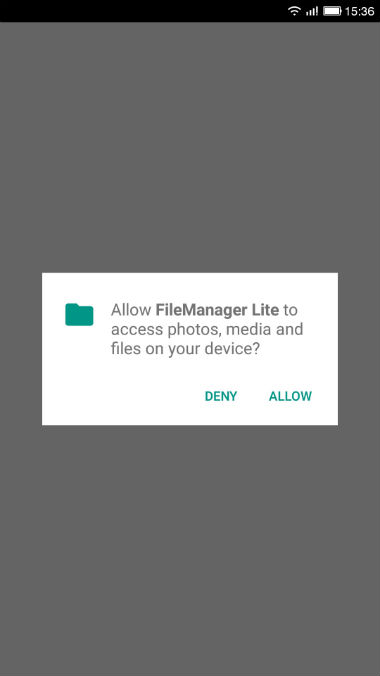 15:36
Allow FileManager Lite to
access photos, media and
files on your device?
DENY ALLOW